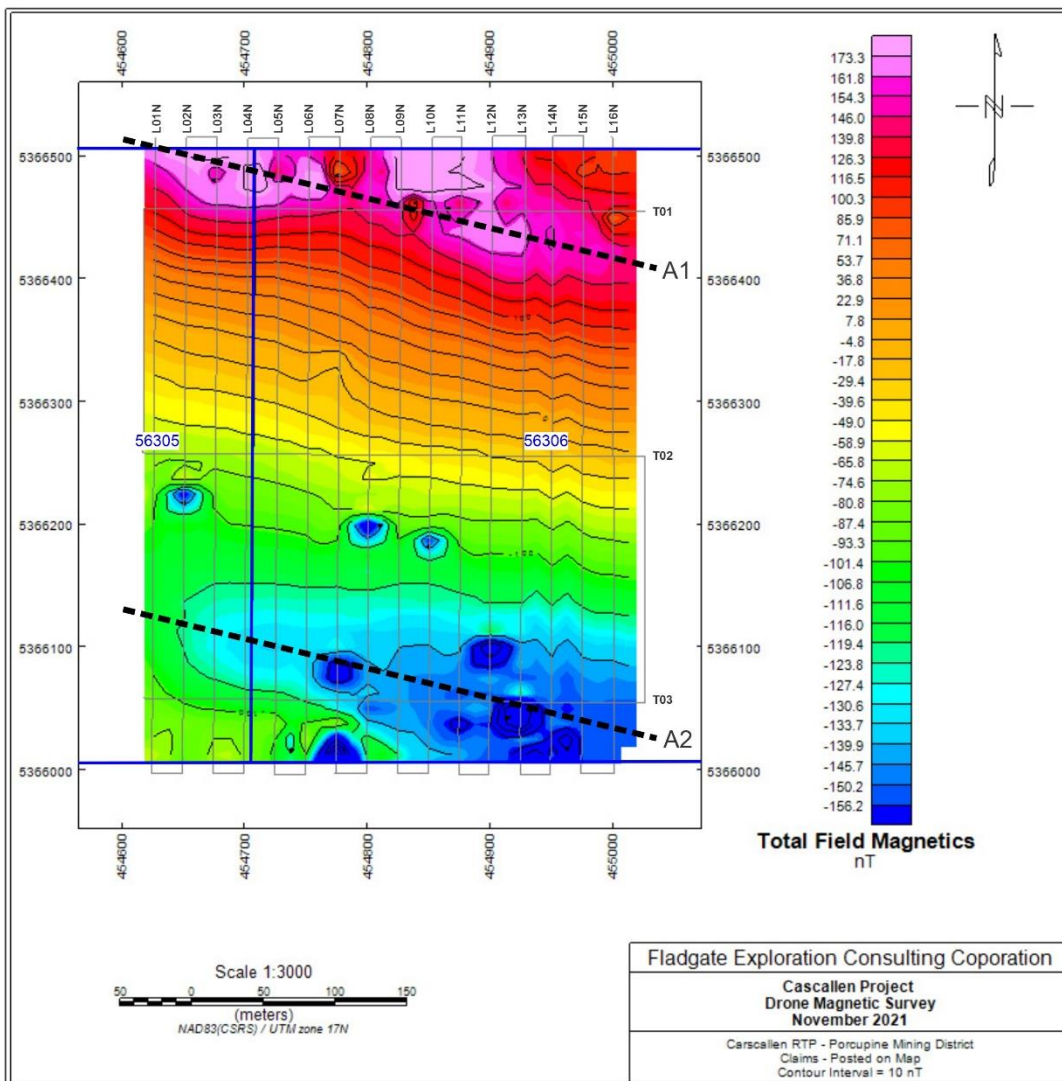 454600 454700 454800 454900 455000
L01N L02N L03N L04N L05N L06N L07N L08N L09N L10N L11N L12N L13N L14N L15N L16N
5366500 5366500
T01
A1
5366400 5366400
5366300 5366300
56305 56306
T02
5366200 5366200
5366100 5366100
T03
A2
5366000 5366000
454600 454700 454800 454900 455000
173.3
161.8
154.3
146.0
139.8
126.3
116.5
100.3
85.9
71.1
53.7
36.8
22.9
7.8
-4.8
-17.8
-29.4
-39.6
-49.0
-58.9
-65.8
-74.6
-80.8
-87.4
-93.3
-101.4
-106.8
-111.6
-116.0
-119.4
-123.8
-127.4
-130.6
-133.7
-139.9
-145.7
-150.2
-156.2
Total Field Magnetics
nT
N
Scale 1:3000
50 0 50 100 150
(meters)
NAD83(CSRS) / UTM zone 17N
Fladgate Exploration Consulting Coporation
Cascallen Project
Drone Magnetic Survey
November 2021
Carscallen RTP - Porcupine Mining District
Claims - Posted on Map
Contour Interval = 10 nT